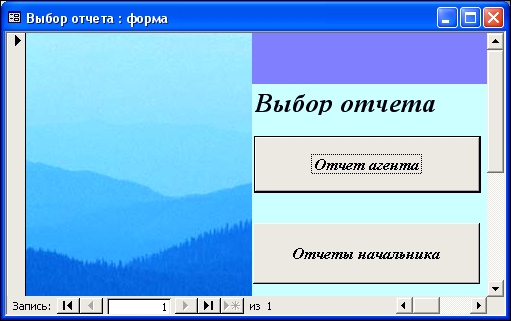 Выбор отчета : форма
Выбор отчета
Отчет агента
Отчеты начальника
Запись: 1 из 1